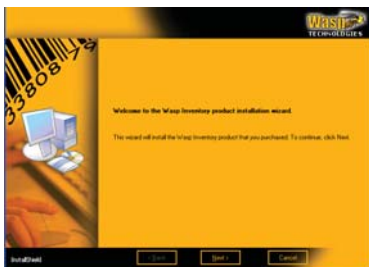 Wasp
TECHNOLOGIES
33808 79
Welcome to the Wasp Inventory product installation wizard.
This wizard will install the Wasp Inventory product that you purchased. To continue, click Next.
InstallShield
< Back
Next >
Cancel